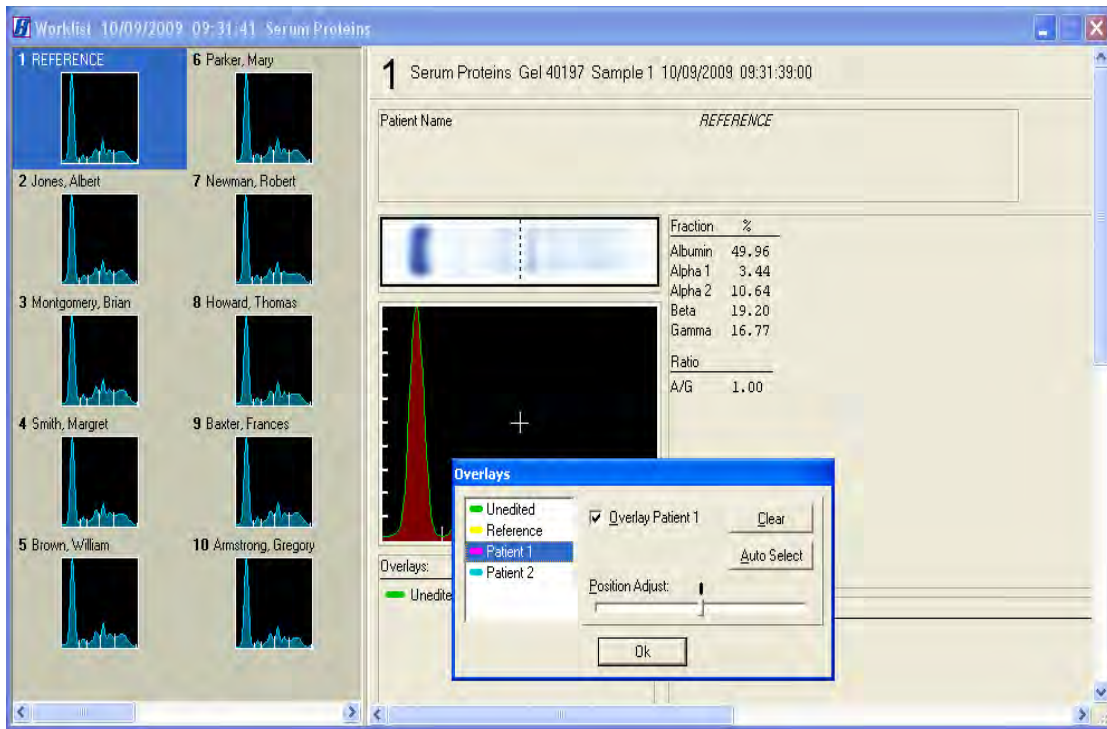 Worklist 10/09/2009 09:31:41 Serum Proteins
1 REFERENCE
6 Parker, Mary
2 Jones, Albert
7 Newman, Robert
3 Montgomery, Brian
8 Howard, Thomas
4 Smith, Margret
9 Baxter, Frances
5 Brown, William
10 Armstrong, Gregory
1 Serum Proteins Gel 40197 Sample 1 10/09/2009 09:31:39:00
Patient Name REFERENCE
Fraction %
Albumin 49.96
Alpha 1 3.44
Alpha 2 10.64
Beta 19.20
Gamma 16.77
Ratio
A/G 1.00
Overlays:
Unedite
Overlays
Unedited
Reference
Patient 1
Patient 2
Overlay Patient 1
Clear
Auto Select
Position Adjust:
Ok